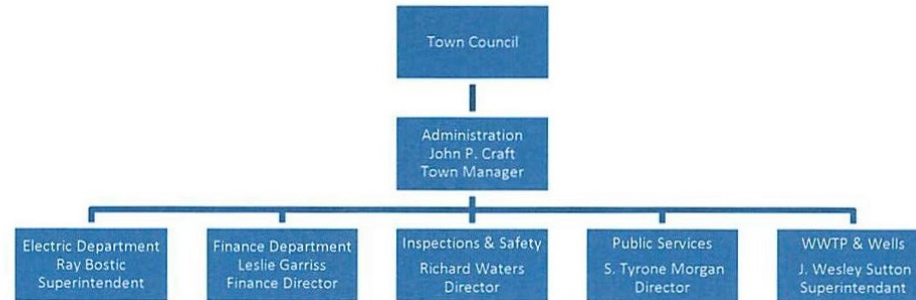 Town Council
Administration
John P. Craft
Town Manager
Electric Department
Ray Bostic
Superintendent
Finance Department
Leslie Garriss
Finance Director
Inspections & Safety
Richard Waters
Director
Public Services
S. Tyrone Morgan
Director
WWTP & Wells
J. Wesley Sutton
Superintendant